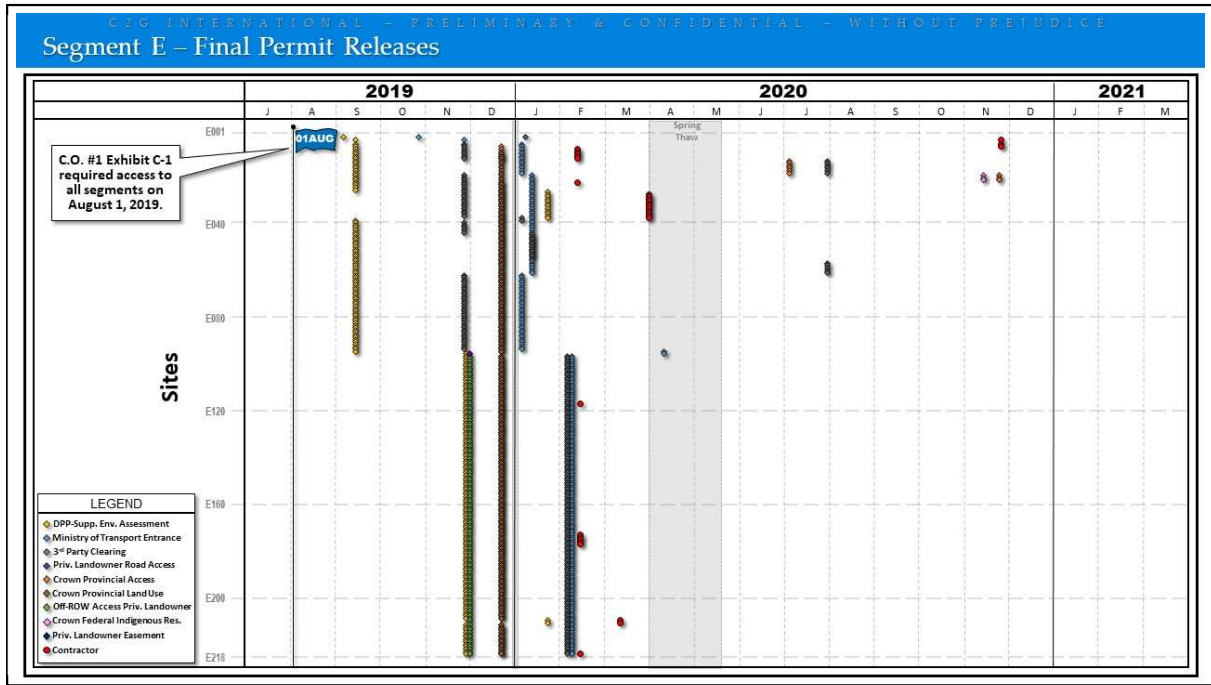 C2G INTERNATIONAL – PRELIMINARY & CONFIDENTIAL – WITHOUT PREJUDICE
Segment E – Final Permit Releases
2019 2020 2021
J A S O N D J F M A M J J A S O N D J F M
E001
01AUG
Spring
Thaw
C.O. #1 Exhibit C-1
required access to
all segments on
August 1, 2019.
E040
E080
Sites
E120
E160
E200
E218
LEGEND
DPP-Supp. Env. Assessment
Ministry of Transport Entrance
3rd Party Clearing
Priv. Landowner Road Access
Crown Provincial Access
Crown Provincial Land Use
Off-ROW Access Priv. Landowner
Crown Federal Indigenous Res.
Priv. Landowner Easement
Contractor